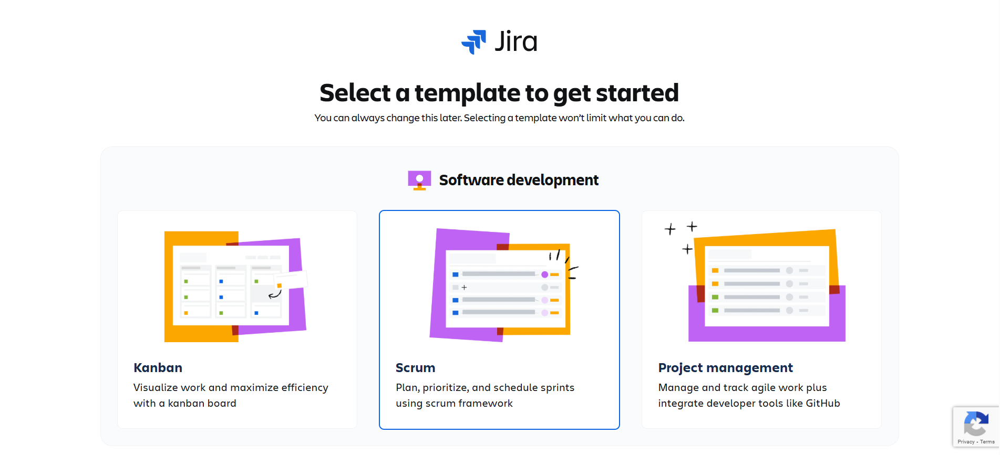 Jira
Select a template to get started
You can always change this later. Selecting a template won’t limit what you can do.
Software development
Kanban
Visualize work and maximize efficiency
with a kanban board
Scrum
Plan, prioritize, and schedule sprints
using scrum framework
Project management
Manage and track agile work plus
integrate developer tools like GitHub
Privacy - Terms